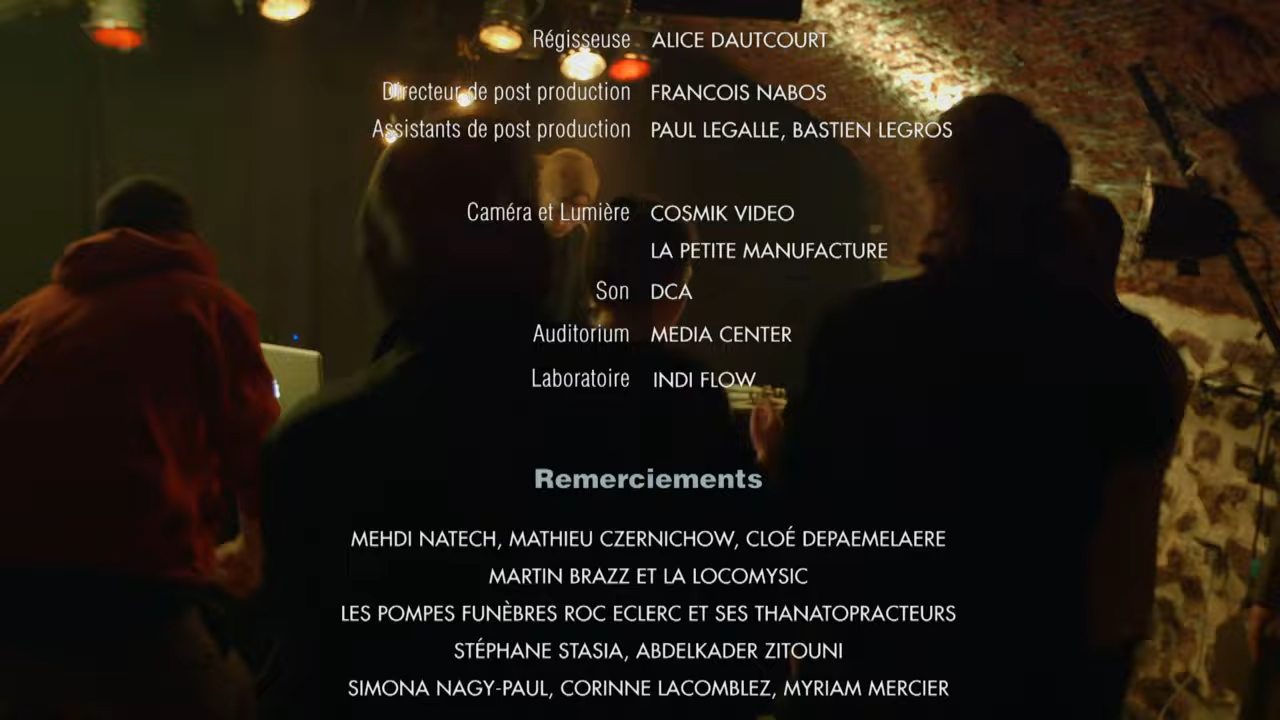 Régisseuse ALICE DAUTCOURT
Directeur de post production FRANCOIS NABOS
Assistants de post production PAUL LEGALLE, BASTIEN LEGROS
Caméra et Lumière COSMIK VIDEO
LA PETITE MANUFACTURE
Son DCA
Auditorium MEDIA CENTER
Laboratoire INDI FLOW
Remerciements
MEHDI NATECH, MATHIEU CZERNICHOW, CLOÉ DEPAEMELAERE
MARTIN BRAZZ ET LA LOCOMYSIC
LES POMPES FUNÈBRES ROC ECLERC ET SES THANATOPRACTEURS
STÉPHANE STASIA, ABDELKADER ZITOUNI
SIMONA NAGY-PAUL, CORINNE LACOMBLEZ, MYRIAM MERCIER